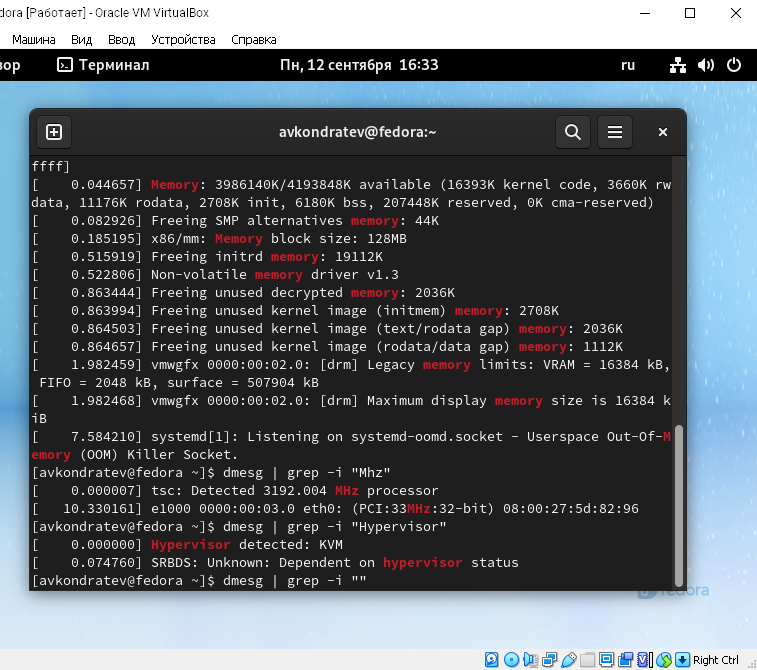 dora [Работает] - Oracle VM VirtualBox
Машина Вид Ввод Устройства Справка
зор Терминал Пн, 12 сентября 16:33 ru
avkondratev@fedora:~
ffff]
[    0.044657] Memory: 3986140K/4193848K available (16393K kernel code, 3660K rw
data, 11176K rodata, 2708K init, 6180K bss, 207448K reserved, 0K cma-reserved)
[    0.082926] Freeing SMP alternatives memory: 44K
[    0.185195] x86/mm: Memory block size: 128MB
[    0.515919] Freeing initrd memory: 19112K
[    0.522806] Non-volatile memory driver v1.3
[    0.863444] Freeing unused decrypted memory: 2036K
[    0.863994] Freeing unused kernel image (initmem) memory: 2708K
[    0.864503] Freeing unused kernel image (text/rodata gap) memory: 2036K
[    0.864657] Freeing unused kernel image (rodata/data gap) memory: 1112K
[    1.982459] vmwgfx 0000:00:02.0: [drm] Legacy memory limits: VRAM = 16384 kB,
 FIFO = 2048 kB, surface = 507904 kB
[    1.982468] vmwgfx 0000:00:02.0: [drm] Maximum display memory size is 16384 k
iB
[    7.584210] systemd[1]: Listening on systemd-oomd.socket - Userspace Out-Of-M
emory (OOM) Killer Socket.
[avkondratev@fedora ~]$ dmesg | grep -i "Mhz"
[    0.000007] tsc: Detected 3192.004 MHz processor
[   10.330161] e1000 0000:00:03.0 eth0: (PCI:33MHz:32-bit) 08:00:27:5d:82:96
[avkondratev@fedora ~]$ dmesg | grep -i "Hypervisor"
[    0.000000] Hypervisor detected: KVM
[    0.074760] SRBDS: Unknown: Dependent on hypervisor status
[avkondratev@fedora ~]$ dmesg | grep -i ""
fedora
Right Ctrl